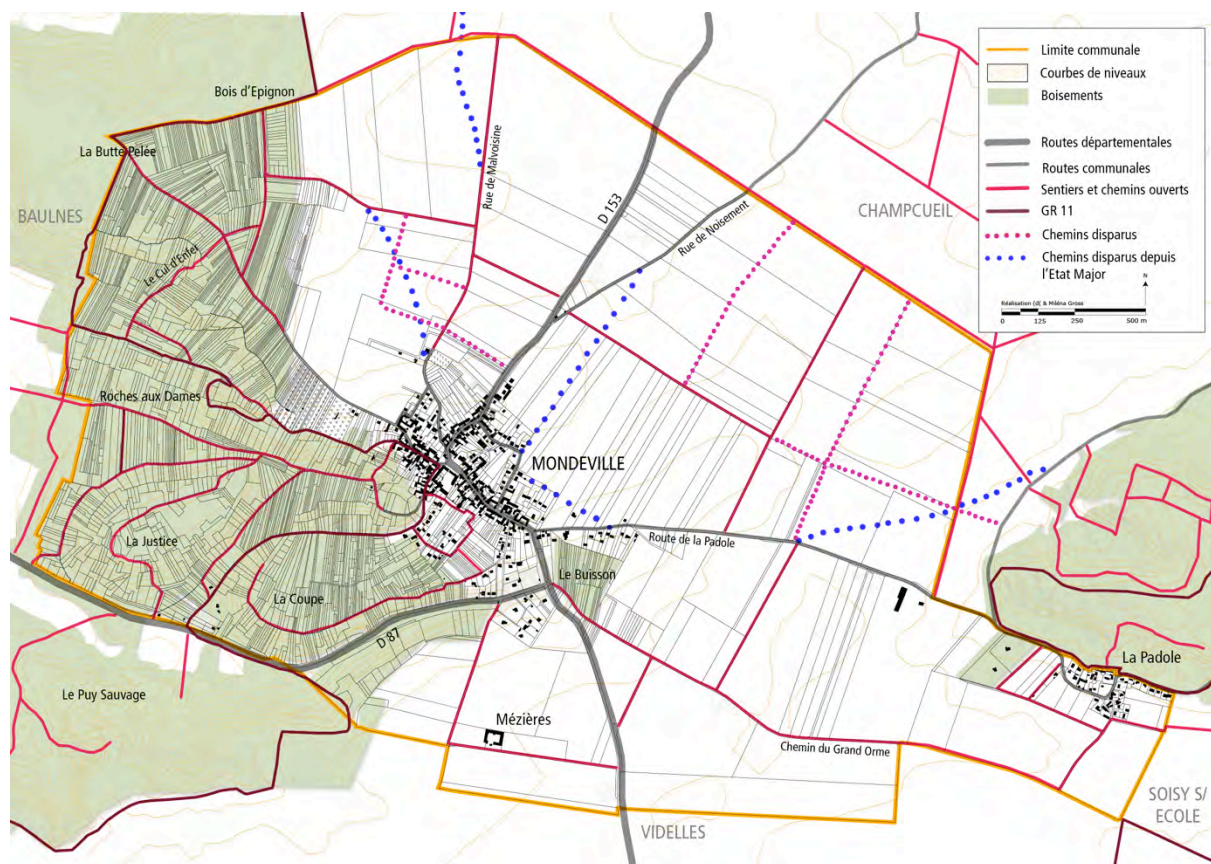 Limite communale
Courbes de niveaux
Boisements
Routes départementales
Routes communales
Sentiers et chemins ouverts
GR 11
Chemins disparus
Chemins disparus depuis
l'Etat Major
N
Réalisation (d( & Miléna Gross
0 125 250 500 m
Bois d'Epignon
La Butte Pelée
Rue de Malvoisine
BAULNES
D 153
CHAMPCUEIL
Rue de Noisement
Le Cul d'Enfer
Roches aux Dames
MONDEVILLE
La Justice
Route de la Padole
Le Buisson
La Coupe
D 87
La Padole
Le Puy Sauvage
Mézières
Chemin du Grand Orme
SOISY S/
ECOLE
VIDELLES